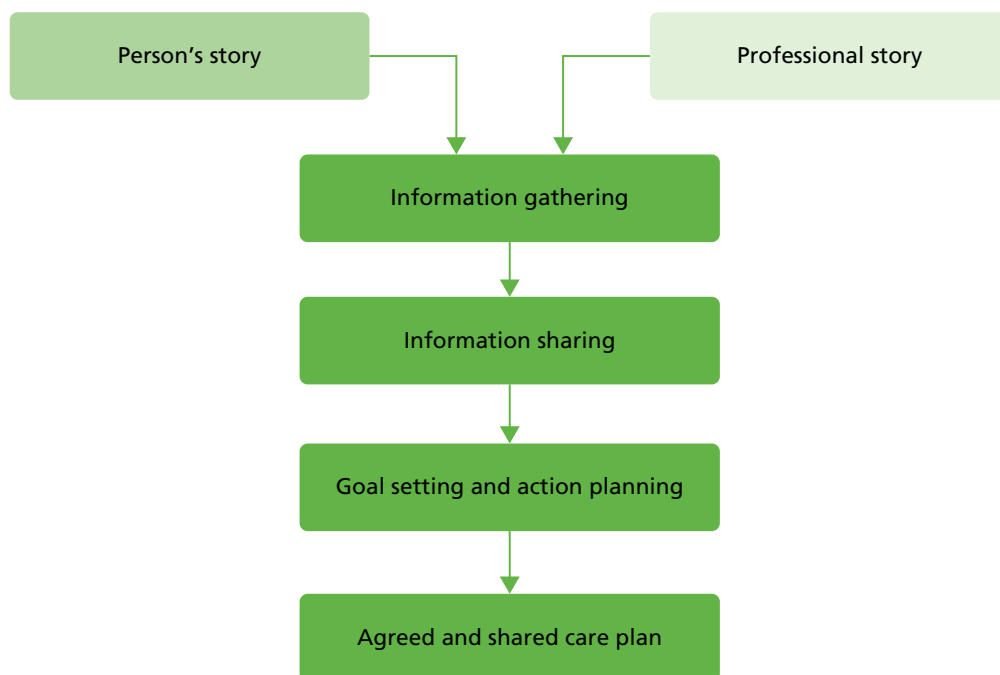 Person’s story
Professional story
Information gathering
Information sharing
Goal setting and action planning
Agreed and shared care plan